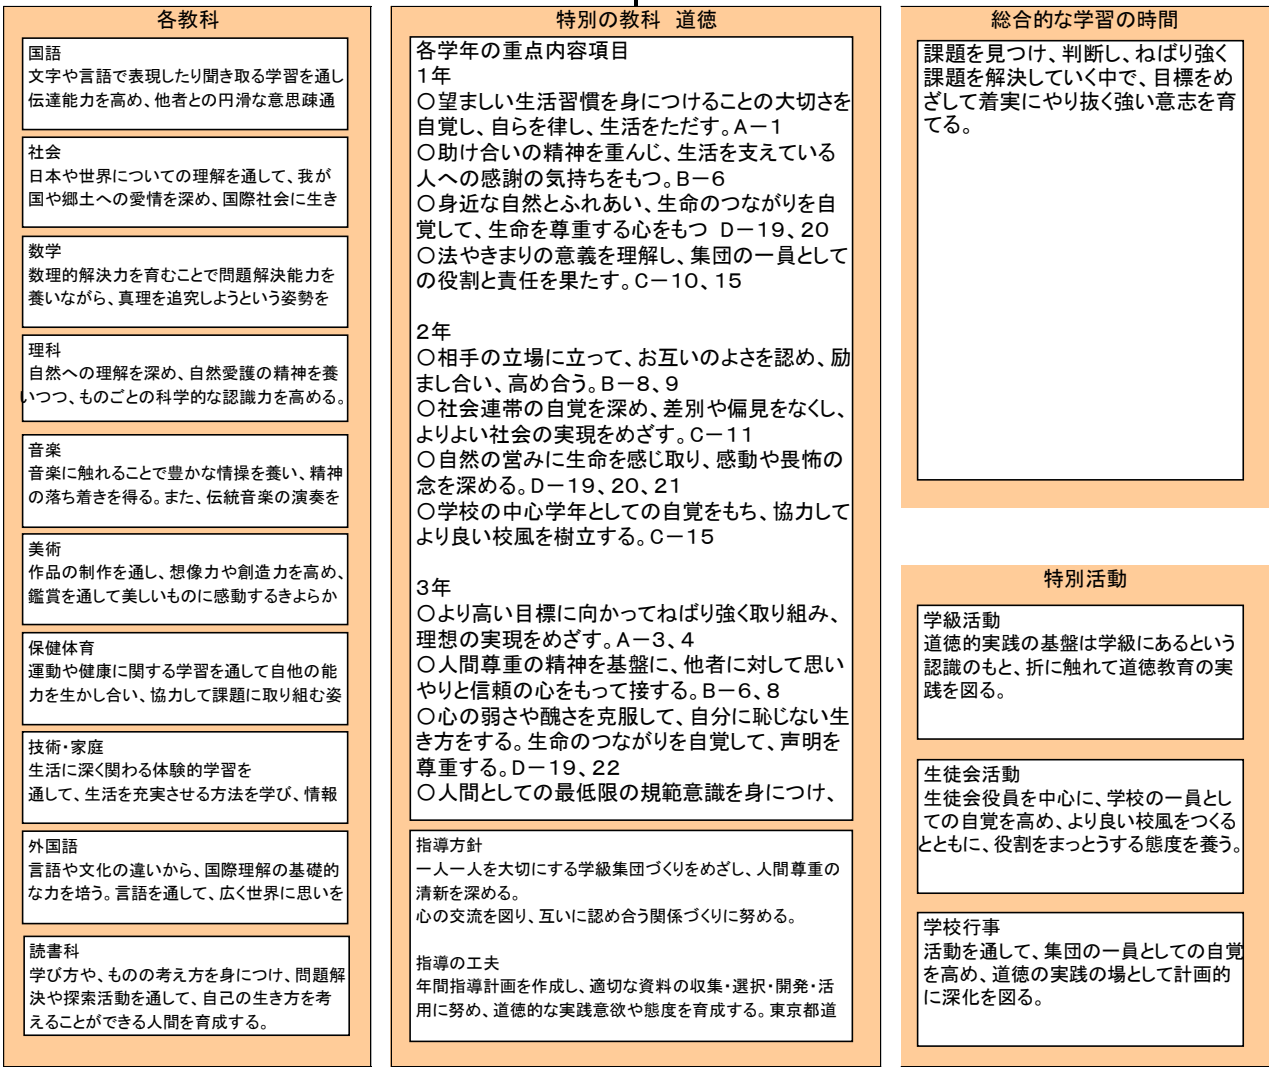 各教科
国語
文字や言語で表現したり聞き取る学習を通し
伝達能力を高め、他者との円滑な意思疎通
社会
日本や世界についての理解を通して、我が
国や郷土への愛情を深め、国際社会に生き
数学
数理的解決力を育むことで問題解決能力を
養いながら、真理を追究しようという姿勢を
理科
自然への理解を深め、自然愛護の精神を養
いつつ、ものごとの科学的な認識力を高める。
音楽
音楽に触れることで豊かな情操を養い、精神
の落ち着きを得る。また、伝統音楽の演奏を
美術
作品の制作を通し、想像力や創造力を高め、
鑑賞を通して美しいものに感動するきよらか
保健体育
運動や健康に関する学習を通して自他の能
力を生かし合い、協力して課題に取り組む姿
技術・家庭
生活に深く関わる体験的学習を
通して、生活を充実させる方法を学び、情報
外国語
言語や文化の違いから、国際理解の基礎的
な力を培う。言語を通して、広く世界に思いを
読書科
学び方や、ものの考え方を身につけ、問題解
決や探索活動を通して、自己の生き方を考
えることができる人間を育成する。
特別の教科　道徳
各学年の重点内容項目
1年
○望ましい生活習慣を身につけることの大切さを
自覚し、自らを律し、生活をただす。A－1
○助け合いの精神を重んじ、生活を支えている
人への感謝の気持ちをもつ。B－6
○身近な自然とふれあい、生命のつながりを自
覚して、生命を尊重する心をもつ　D－19、20
○法やきまりの意義を理解し、集団の一員として
の役割と責任を果たす。C－10、15
2年
○相手の立場に立って、お互いのよさを認め、励
まし合い、高め合う。B－8、9
○社会連帯の自覚を深め、差別や偏見をなくし、
よりよい社会の実現をめざす。C－11
○自然の営みに生命を感じ取り、感動や畏怖の
念を深める。D－19、20、21
○学校の中心学年としての自覚をもち、協力して
より良い校風を樹立する。C－15
3年
○より高い目標に向かってねばり強く取り組み、
理想の実現をめざす。A－3、4
○人間尊重の精神を基盤に、他者に対して思い
やりと信頼の心をもって接する。B－6、8
○心の弱さや醜さを克服して、自分に恥じない生
き方をする。生命のつながりを自覚して、声明を
尊重する。D－19、22
○人間としての最低限の規範意識を身につけ、
指導方針
一人一人を大切にする学級集団づくりをめざし、人間尊重の
清新を深める。
心の交流を図り、互いに認め合う関係づくりに努める。
指導の工夫
年間指導計画を作成し、適切な資料の収集・選択・開発・活
用に努め、道徳的な実践意欲や態度を育成する。東京都道
総合的な学習の時間
課題を見つけ、判断し、ねばり強く
課題を解決していく中で、目標をめ
ざして着実にやり抜く強い意志を育
てる。
特別活動
学級活動
道徳的実践の基盤は学級にあるという
認識のもと、折に触れて道徳教育の実
践を図る。
生徒会活動
生徒会役員を中心に、学校の一員とし
ての自覚を高め、より良い校風をつくる
とともに、役割をまっとうする態度を養う。
学校行事
活動を通して、集団の一員としての自覚
を高め、道徳の実践の場として計画的
に深化を図る。